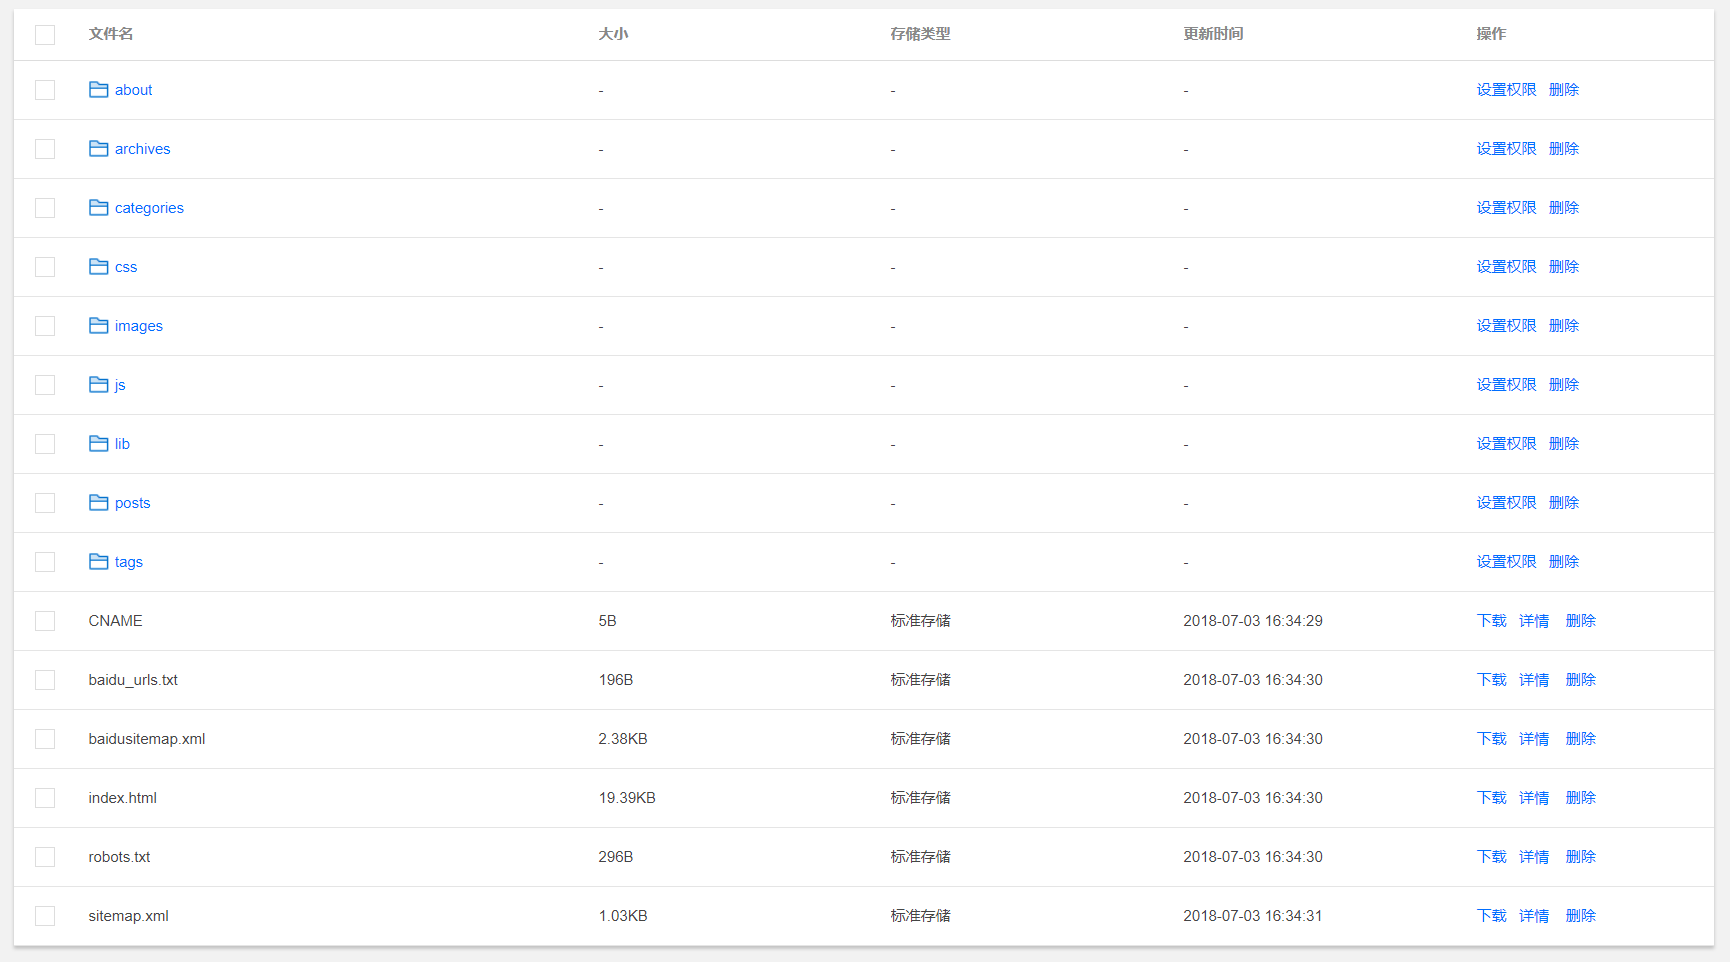 文件名 大小 存储类型 更新时间 操作
about - - - 设置权限 删除
archives - - - 设置权限 删除
categories - - - 设置权限 删除
css - - - 设置权限 删除
images - - - 设置权限 删除
js - - - 设置权限 删除
lib - - - 设置权限 删除
posts - - - 设置权限 删除
tags - - - 设置权限 删除
CNAME 5B 标准存储 2018-07-03 16:34:29 下载 详情 删除
baidu_urls.txt 196B 标准存储 2018-07-03 16:34:30 下载 详情 删除
baidusitemap.xml 2.38KB 标准存储 2018-07-03 16:34:30 下载 详情 删除
index.html 19.39KB 标准存储 2018-07-03 16:34:30 下载 详情 删除
robots.txt 296B 标准存储 2018-07-03 16:34:30 下载 详情 删除
sitemap.xml 1.03KB 标准存储 2018-07-03 16:34:31 下载 详情 删除